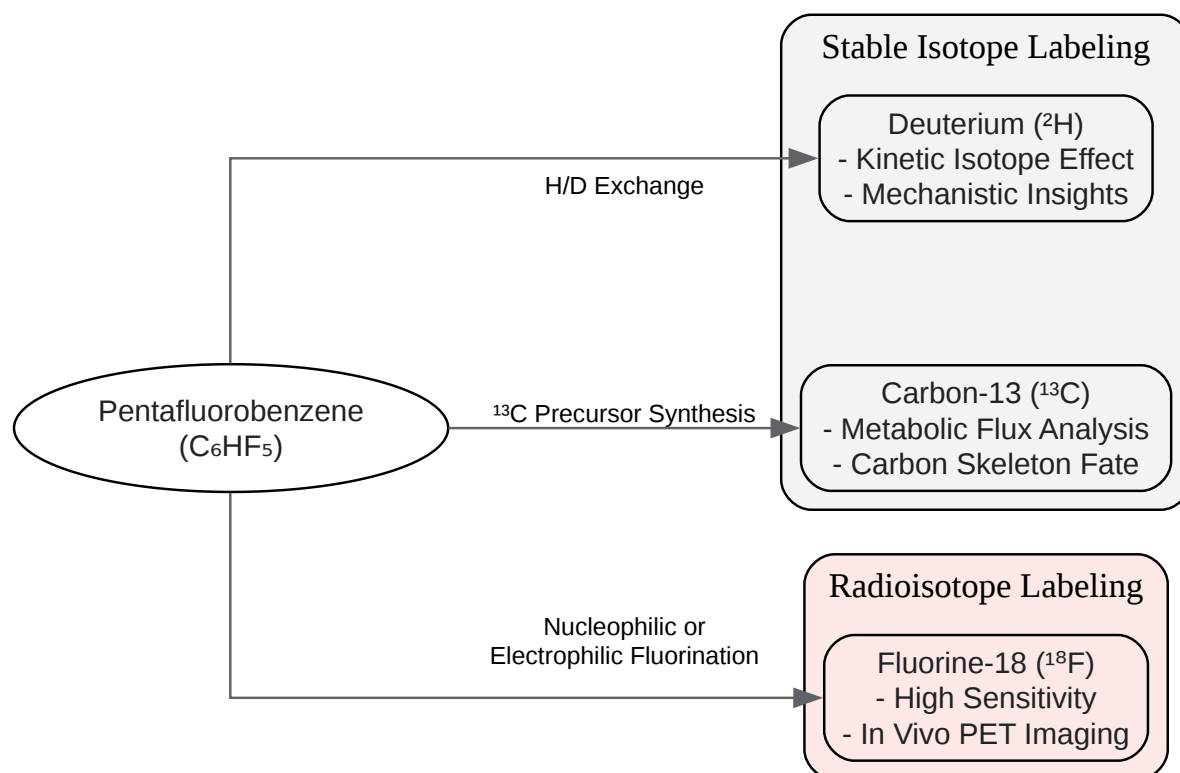 Stable Isotope Labeling
Deuterium (²H)
- Kinetic Isotope Effect
- Mechanistic Insights
H/D Exchange
Pentafluorobenzene
(C₆HF₅)
¹³C Precursor Synthesis
Carbon-13 (¹³C)
- Metabolic Flux Analysis
- Carbon Skeleton Fate
Radioisotope Labeling
Nucleophilic or
Electrophilic Fluorination
Fluorine-18 (¹⁸F)
- High Sensitivity
- In Vivo PET Imaging